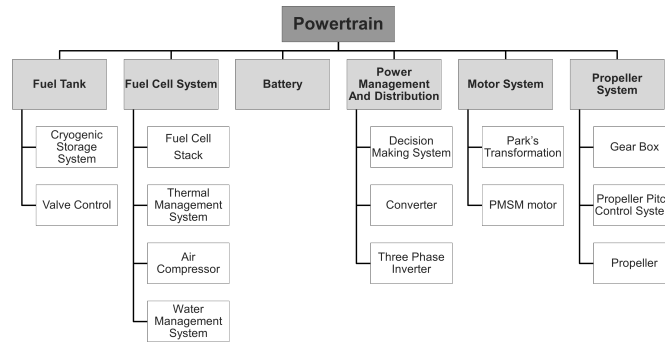 Powertrain
Fuel Tank
Cryogenic
Storage
System
Valve Control
Fuel Cell System
Fuel Cell
Stack
Thermal
Management
System
Air
Compressor
Water
Management
System
Battery
Power
Management
And Distribution
Decision
Making System
Converter
Three Phase
Inverter
Motor System
Park's
Transformation
PMSM motor
Propeller
System
Gear Box
Propeller Pitc
Control Syste
Propeller